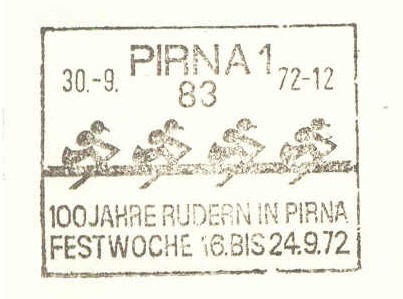 PIRNA 1
30.-9. 72-12
83
100 JAHRE RUDERN IN PIRNA
FESTWOCHE 16. BIS 24.9.72